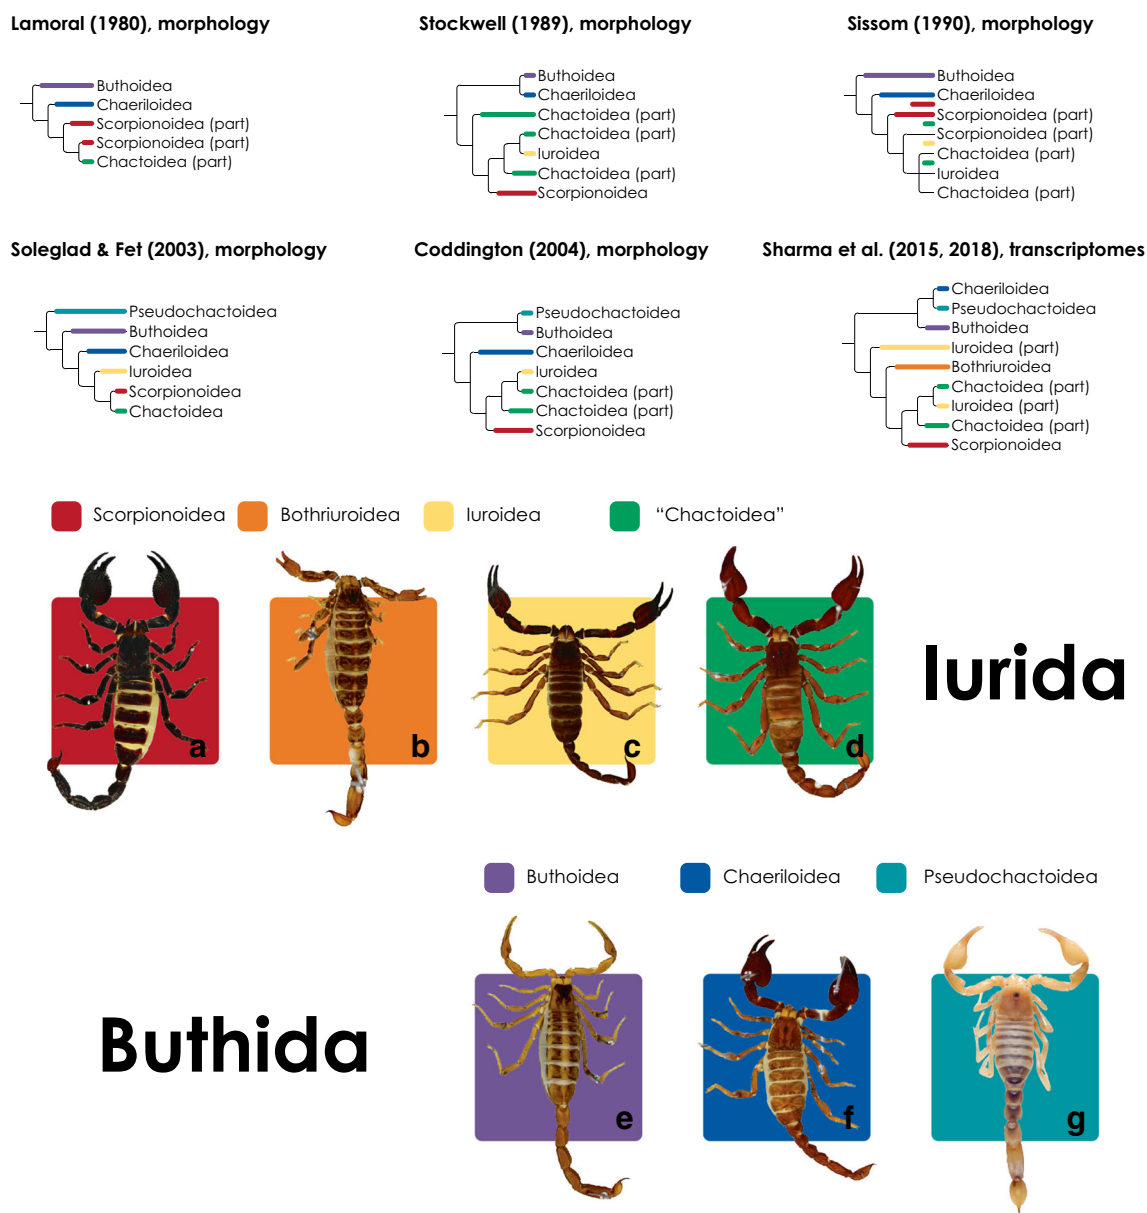 Lamoral (1980), morphology
Buthoidea
Chaeriloidea
Scorpionoidea (part)
Scorpionoidea (part)
Chactoidea (part)
Stockwell (1989), morphology
Buthoidea
Chaeriloidea
Chactoidea (part)
Chactoidea (part)
Iuroidea
Chactoidea (part)
Scorpionoidea
Sissom (1990), morphology
Buthoidea
Chaeriloidea
Scorpionoidea (part)
Scorpionoidea (part)
Chactoidea (part)
Iuroidea
Chactoidea (part)
Soleglad & Fet (2003), morphology
Pseudochactoidea
Buthoidea
Chaeriloidea
Iuroidea
Scorpionoidea
Chactoidea
Coddington (2004), morphology
Pseudochactoidea
Buthoidea
Chaeriloidea
Iuroidea
Chactoidea (part)
Chactoidea (part)
Scorpionoidea
Sharma et al. (2015, 2018), transcriptomes
Chaeriloidea
Pseudochactoidea
Buthoidea
Iuroidea (part)
Bothriuroidea
Chactoidea (part)
Iuroidea (part)
Chactoidea (part)
Scorpionoidea
Scorpionoidea
Bothriuroidea
Iuroidea
“Chactoidea”
a
b
c
d
Iurida
Buthoidea
Chaeriloidea
Pseudochactoidea
Buthida
e
f
g